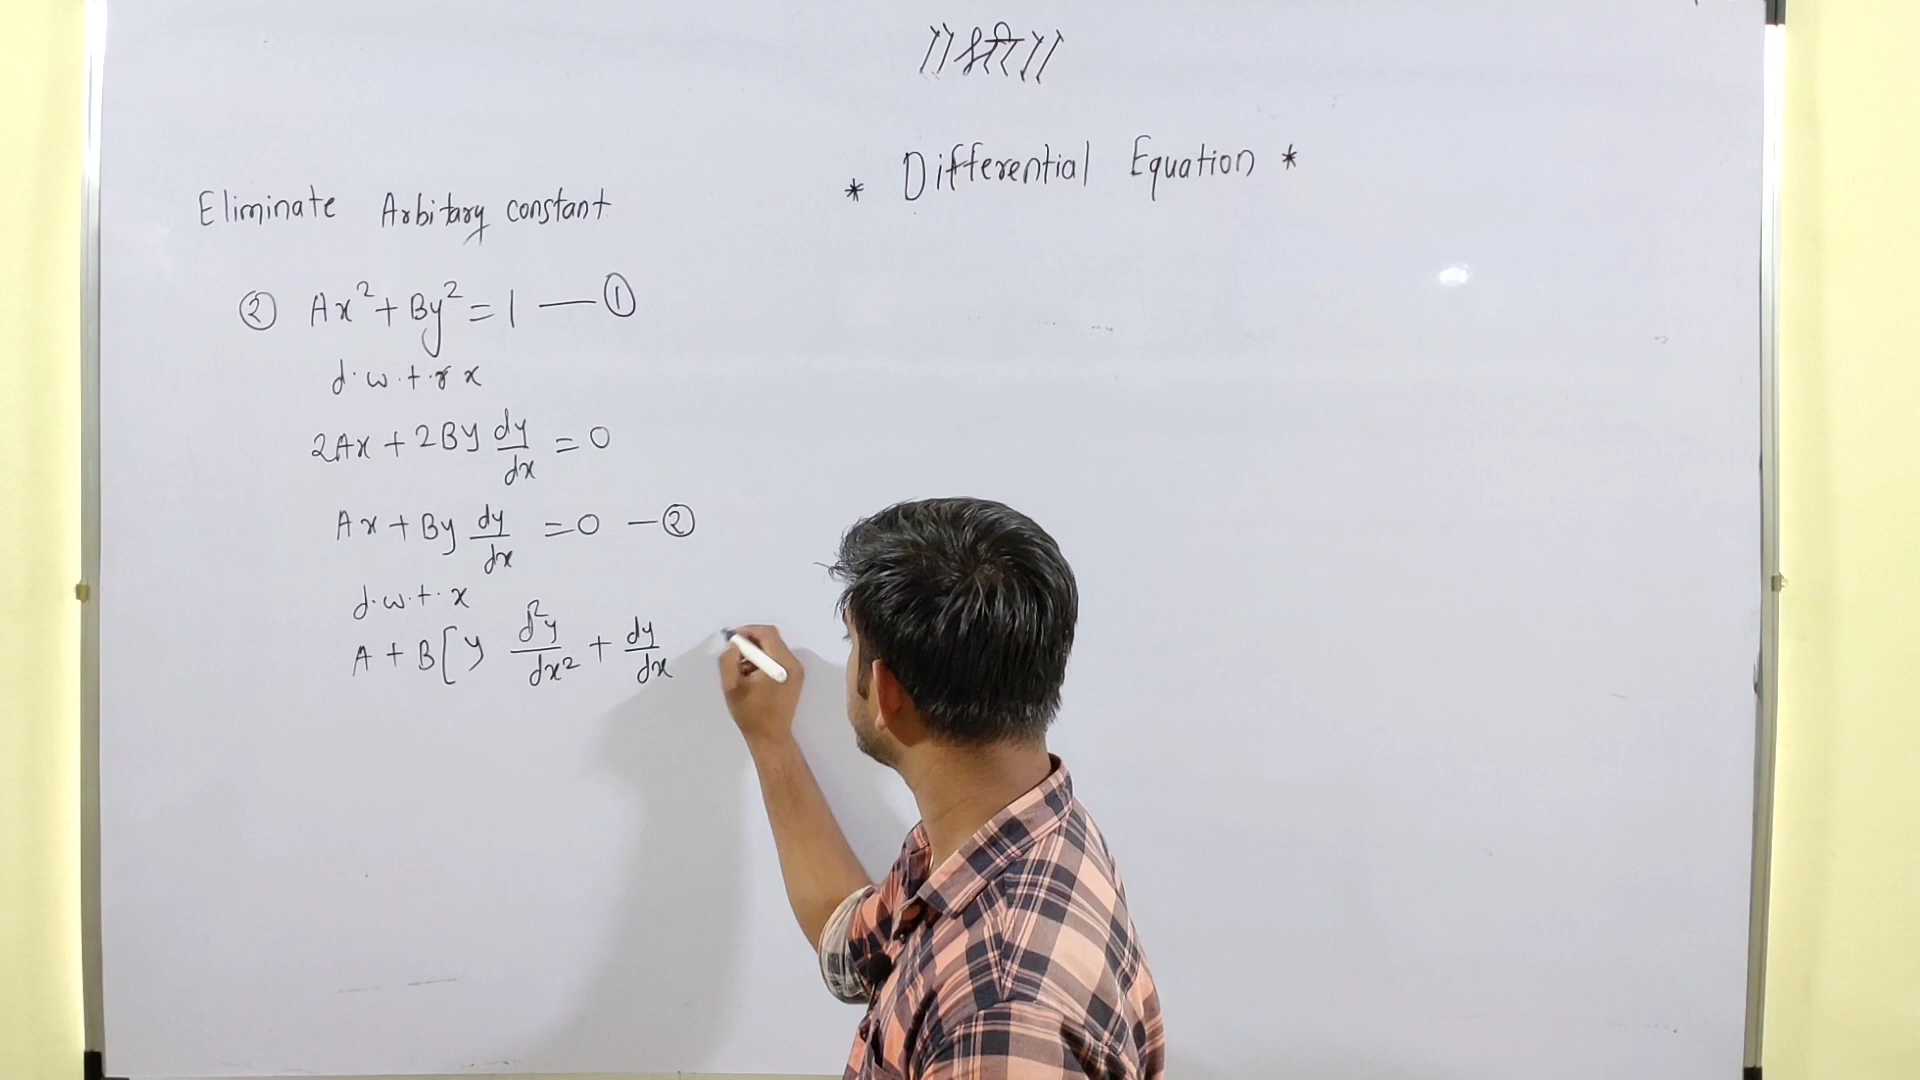 ।।श्री।।
* Differential Equation *
Eliminate Arbitary constant
② Ax² + By² = 1 — ①
d.w.t.r x
2Ax + 2By dy/dx = 0
Ax + By dy/dx = 0 — ②
d.w.t. x
A + B[y d²y/dx² + dy/dx